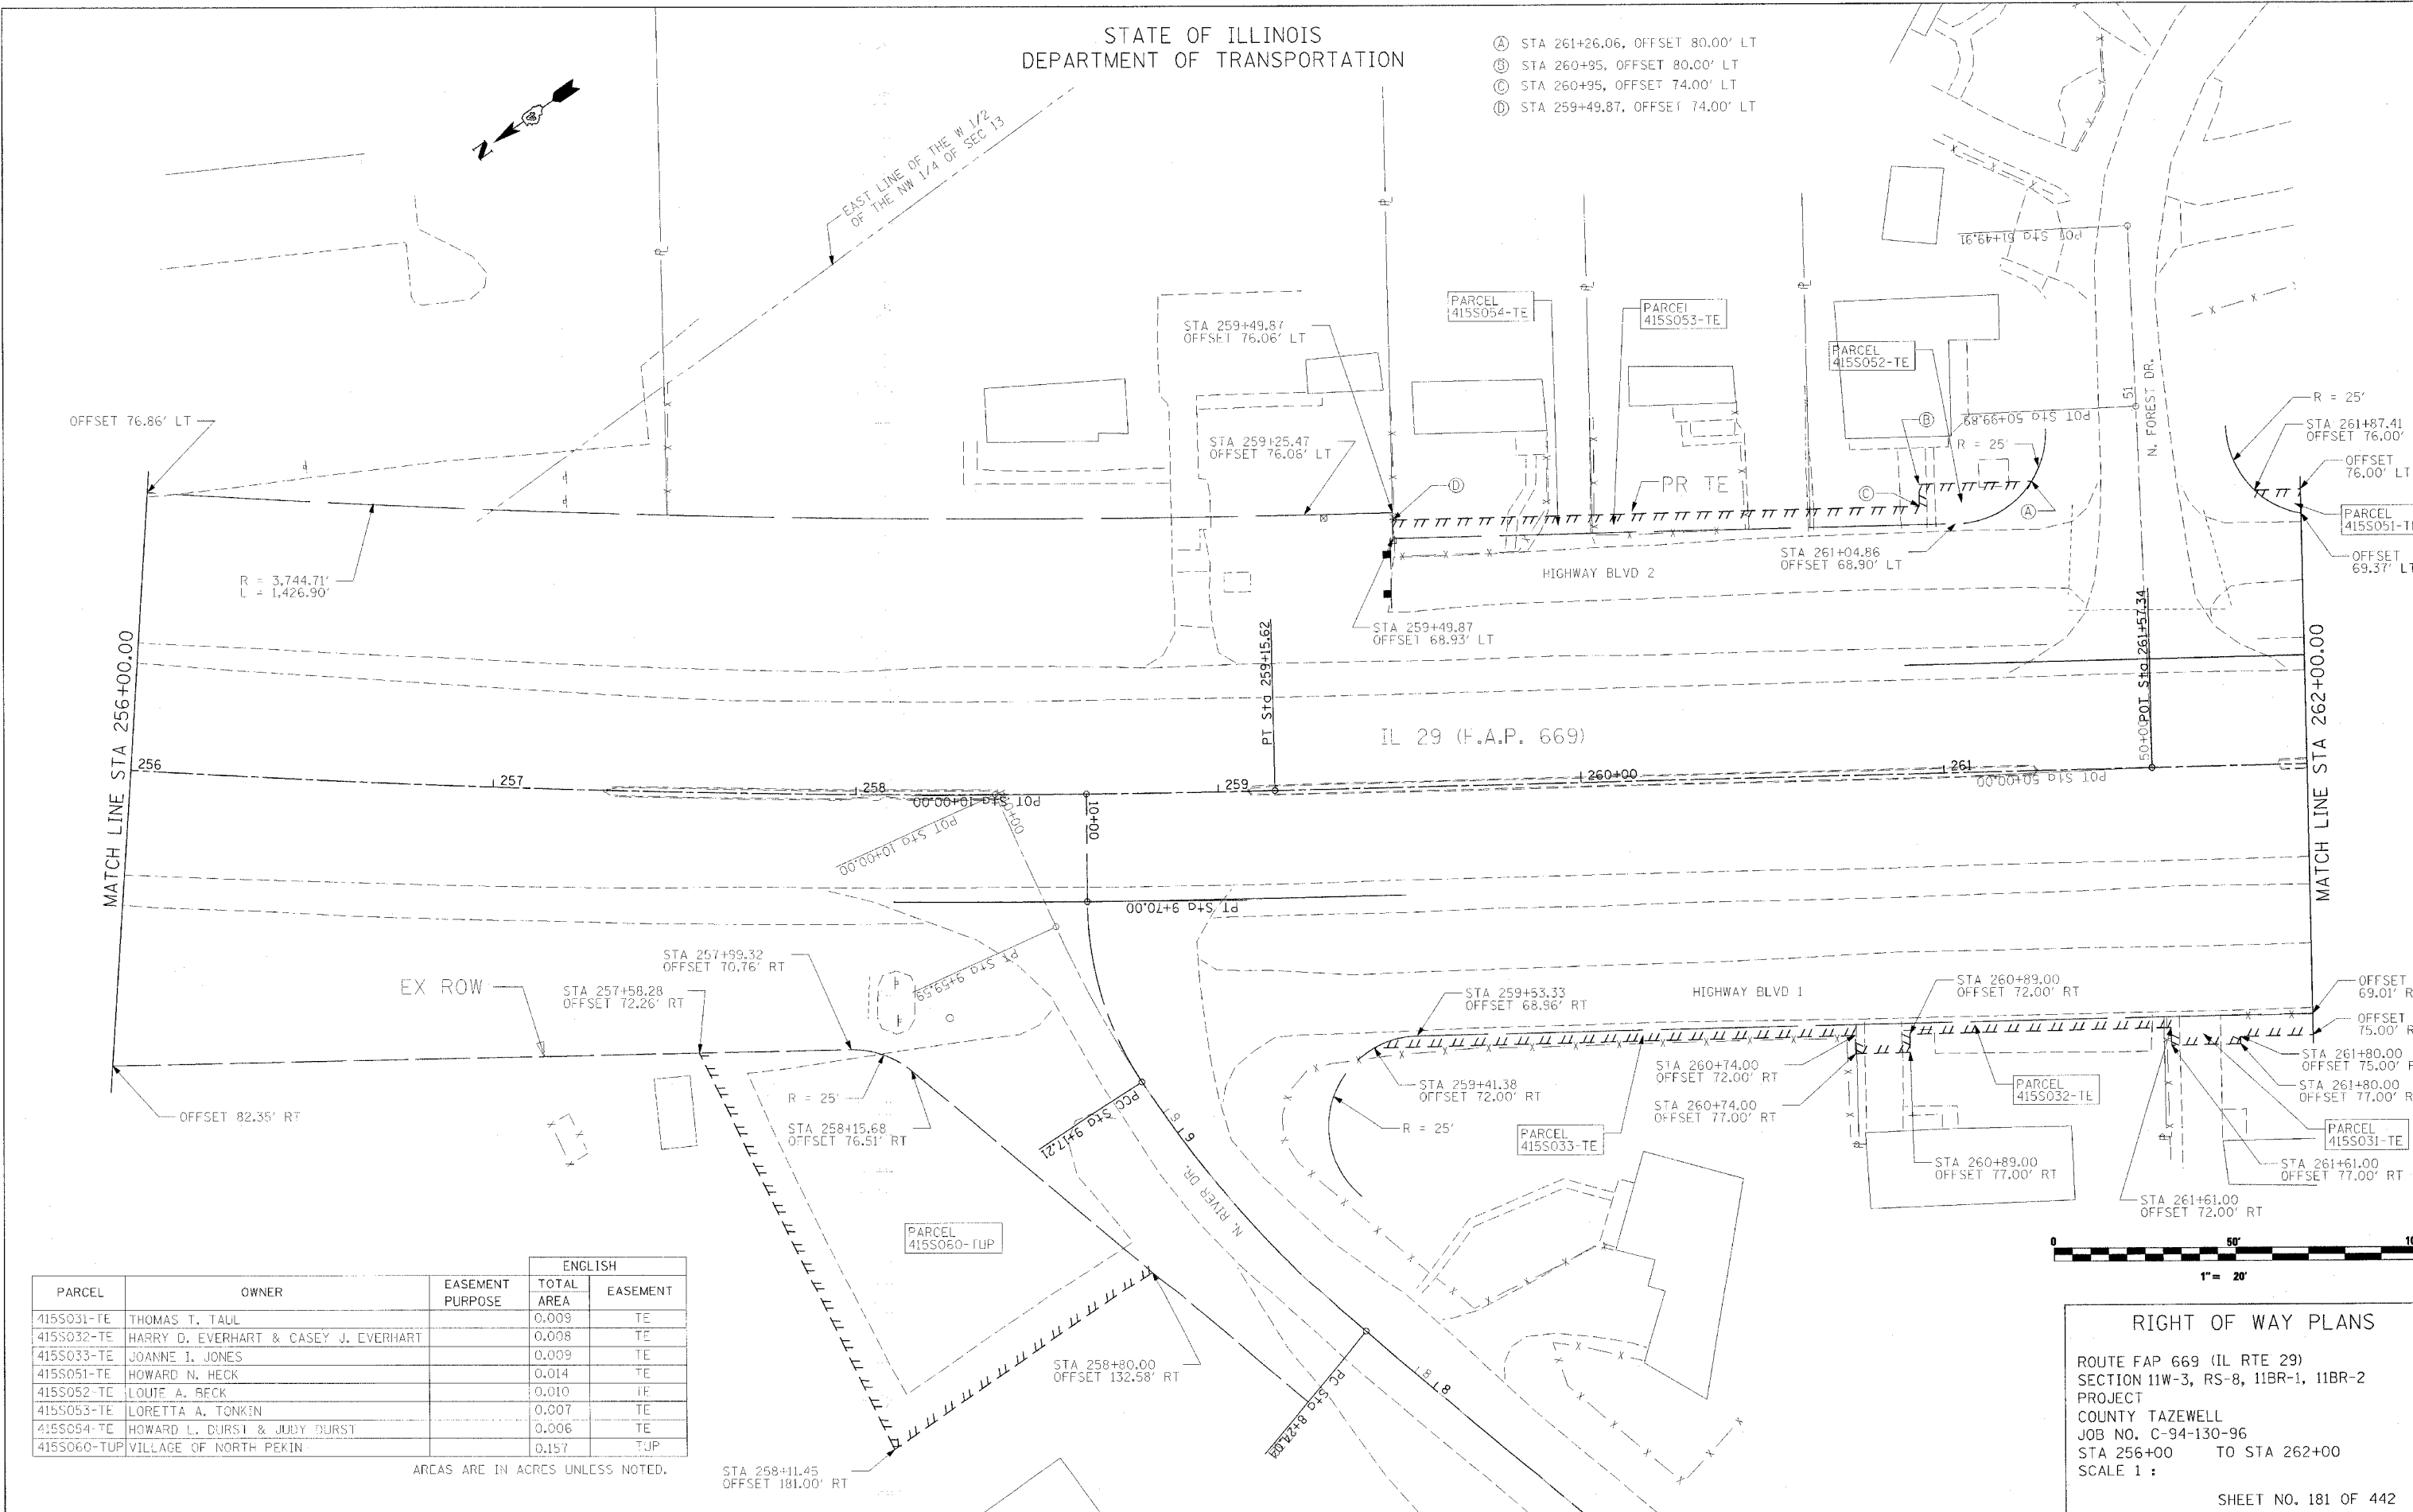 STATE OF ILLINOIS
DEPARTMENT OF TRANSPORTATION
Ⓐ STA 261+26.06, OFFSET 80.00' LT
Ⓑ STA 260+95, OFFSET 80.00' LT
Ⓒ STA 260+95, OFFSET 74.00' LT
Ⓓ STA 259+49.87, OFFSET 74.00' LT
N
EAST LINE OF THE W 1/2
OF THE NW 1/4 OF SEC 13
POT Sta 51+49.91
PARCEL
415S054-TE
PARCEL
415S053-TE
PARCEL
415S052-TE
STA 259+49.87
OFFSET 76.06' LT
STA 259+25.47
OFFSET 76.06' LT
OFFSET 76.86' LT
R = 3,744.71'
L = 1,426.90'
Ⓓ
PR TE
Ⓒ
Ⓑ
R = 25'
Ⓐ
POT Sta 50+99.89
51
N. FOREST DR.
R = 25'
STA 261+87.41
OFFSET 76.00'
OFFSET
76.00' LT
PARCEL
OFFSET
STA 261+04.86
OFFSET 68.90' LT
HIGHWAY BLVD 2
STA 259+49.87
OFFSET 68.93' LT
PT Sta 259+15.62
IL 29 (F.A.P. 669)
50+00
POT Sta 261+57.34
MATCH LINE STA 256+00.00
MATCH LINE STA 262+00.00
256
257
258
259
260+00
261
POT Sta 10+00.00
POT Sta 10+00.00
10+00
POT Sta 50+00.00
PT Sta 9+70.00
PT Sta 9+59.59
EX ROW
STA 257+99.32
OFFSET 70.76' RT
STA 257+58.28
OFFSET 72.26' RT
OFFSET 82.35' RT
R = 25'
STA 258+15.68
OFFSET 76.51' RT
PCC Sta 9+17.21
N. RIVER DR.
PARCEL
415S060-TUP
STA 258+80.00
OFFSET 132.58' RT
STA 258+11.45
OFFSET 181.00' RT
PC Sta 8+24.04
STA 259+53.33
OFFSET 68.96' RT
HIGHWAY BLVD 1
STA 259+41.38
OFFSET 72.00' RT
R = 25'
PARCEL
415S033-TE
STA 260+74.00
OFFSET 72.00' RT
STA 260+74.00
OFFSET 77.00' RT
STA 260+89.00
OFFSET 72.00' RT
STA 260+89.00
OFFSET 77.00' RT
PARCEL
415S032-TE
OFFSET
OFFSET
STA 261+80.00
OFFSET 75.00'
STA 261+80.00
OFFSET 77.00'
PARCEL
415S031-TE
STA 261+61.00
OFFSET 77.00' RT
STA 261+61.00
OFFSET 72.00' RT
0 50'
1"= 20'
ENGLISH
PARCEL OWNER EASEMENT PURPOSE TOTAL AREA EASEMENT
415S031-TE THOMAS T. TAUL 0.009 TE
415S032-TE HARRY D. EVERHART & CASEY J. EVERHART 0.008 TE
415S033-TE JOANNE I. JONES 0.009 TE
415S051-TE HOWARD N. HECK 0.014 TE
415S052-TE LOUIE A. BECK 0.010 TE
415S053-TE LORETTA A. TONKIN 0.007 TE
415S054-TE HOWARD L. DURST & JUDY DURST 0.006 TE
415S060-TUP VILLAGE OF NORTH PEKIN 0.157 TUP
AREAS ARE IN ACRES UNLESS NOTED.
RIGHT OF WAY PLANS
ROUTE FAP 669 (IL RTE 29)
SECTION 11W-3, RS-8, 11BR-1, 11BR-2
PROJECT
COUNTY TAZEWELL
JOB NO. C-94-130-96
STA 256+00 TO STA 262+00
SCALE 1 :
SHEET NO. 181 OF 442